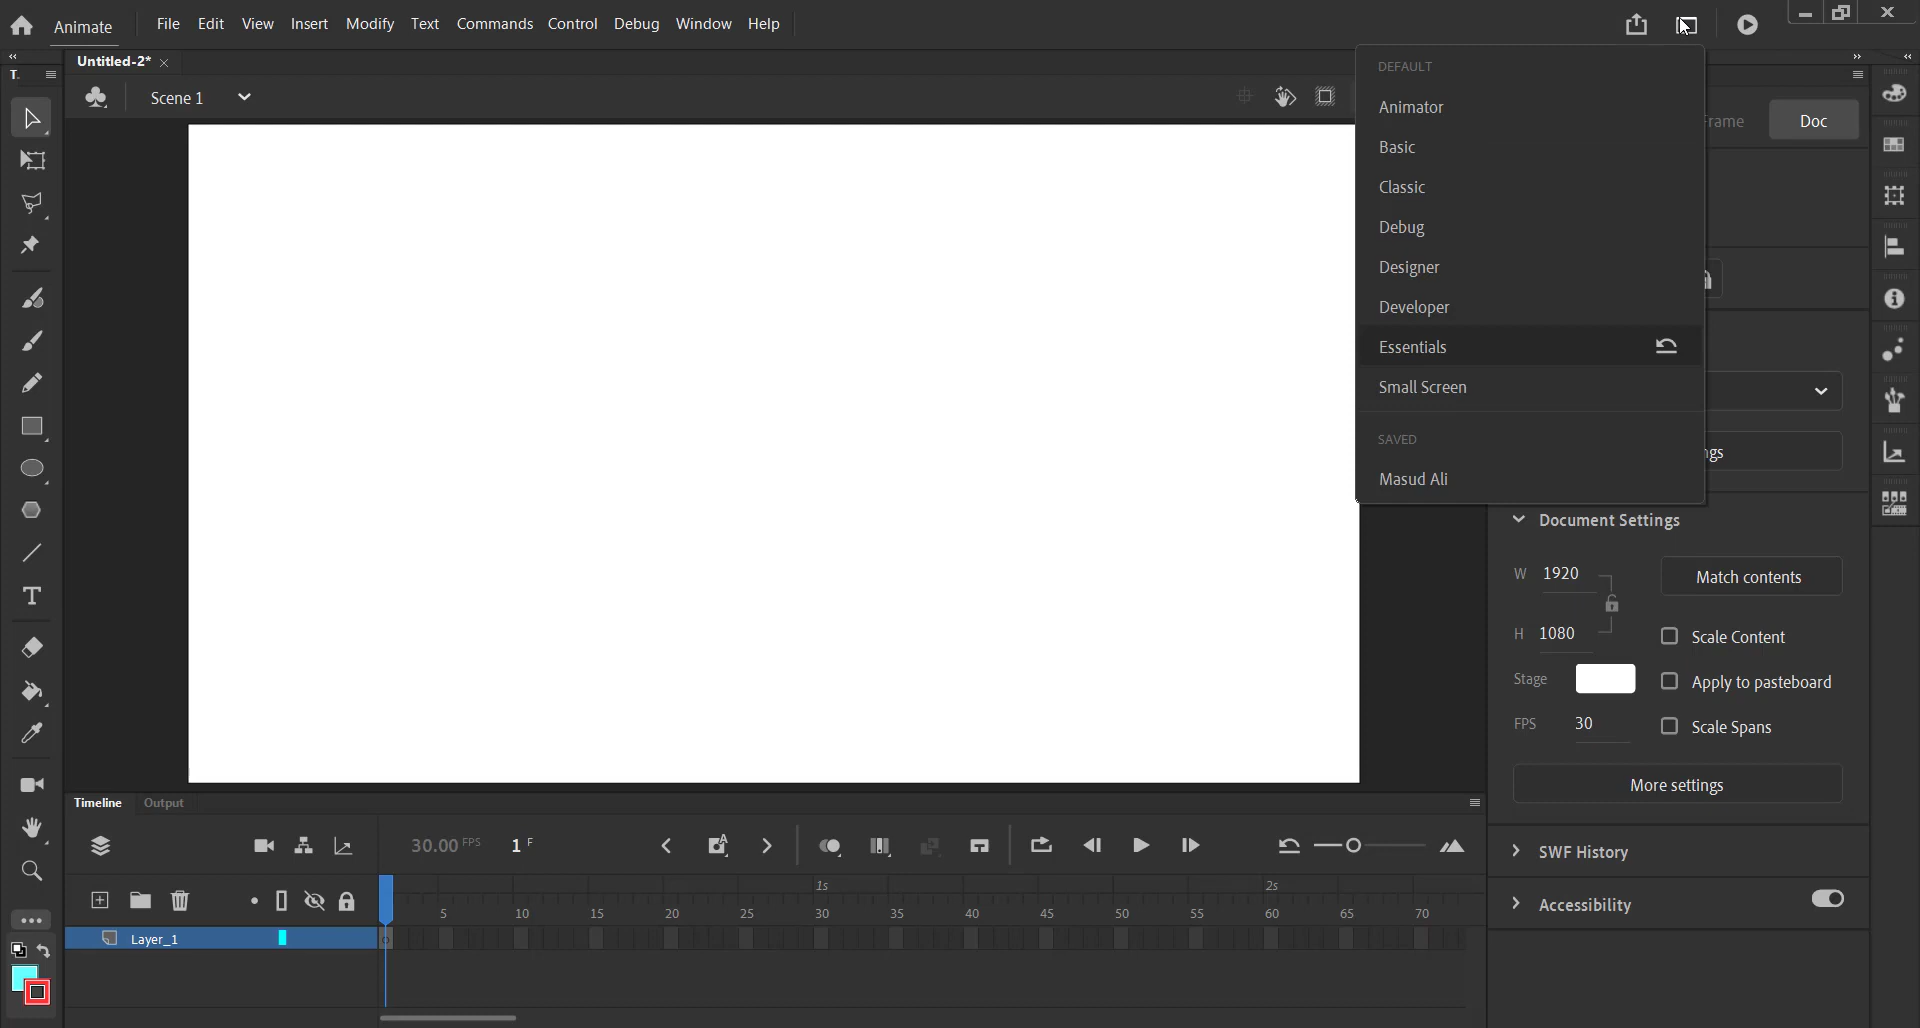 Animate
File Edit View Insert Modify Text Commands Control Debug Window Help
Untitled-2*
T.
Scene 1
DEFAULT
Animator
Basic
Classic
Debug
Designer
Developer
Essentials
Small Screen
SAVED
Masud Ali
rame Doc
ngs
Document Settings
W 1920
Match contents
H 1080
Scale Content
Stage
Apply to pasteboard
FPS 30
Scale Spans
More settings
SWF History
Accessibility
Timeline Output
30.00 FPS 1 F
1s 2s
5 10 15 20 25 30 35 40 45 50 55 60 65 70
Layer_1
T